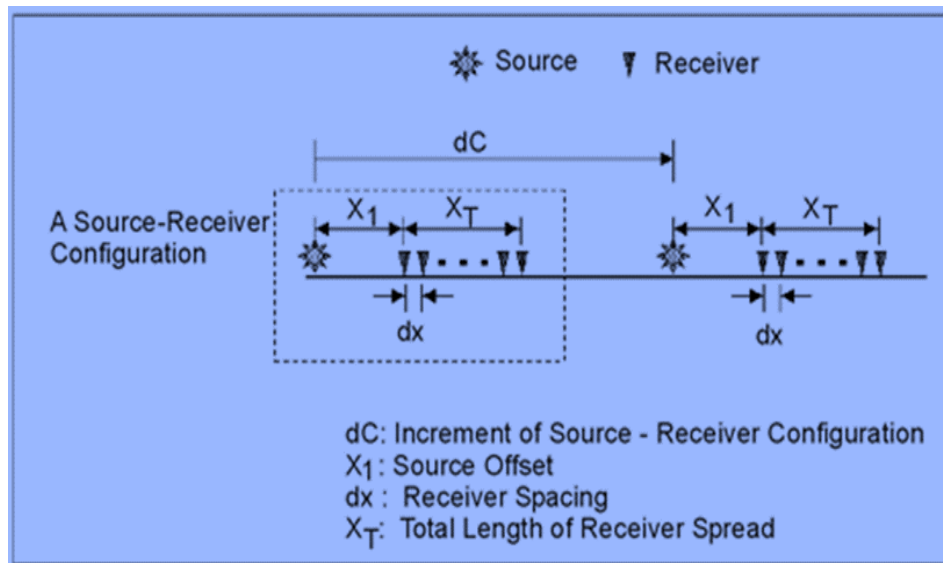 Source Receiver
dC
A Source-Receiver
Configuration
X1 XT X1 XT
dx dx
dC: Increment of Source - Receiver Configuration
X1: Source Offset
dx : Receiver Spacing
XT: Total Length of Receiver Spread